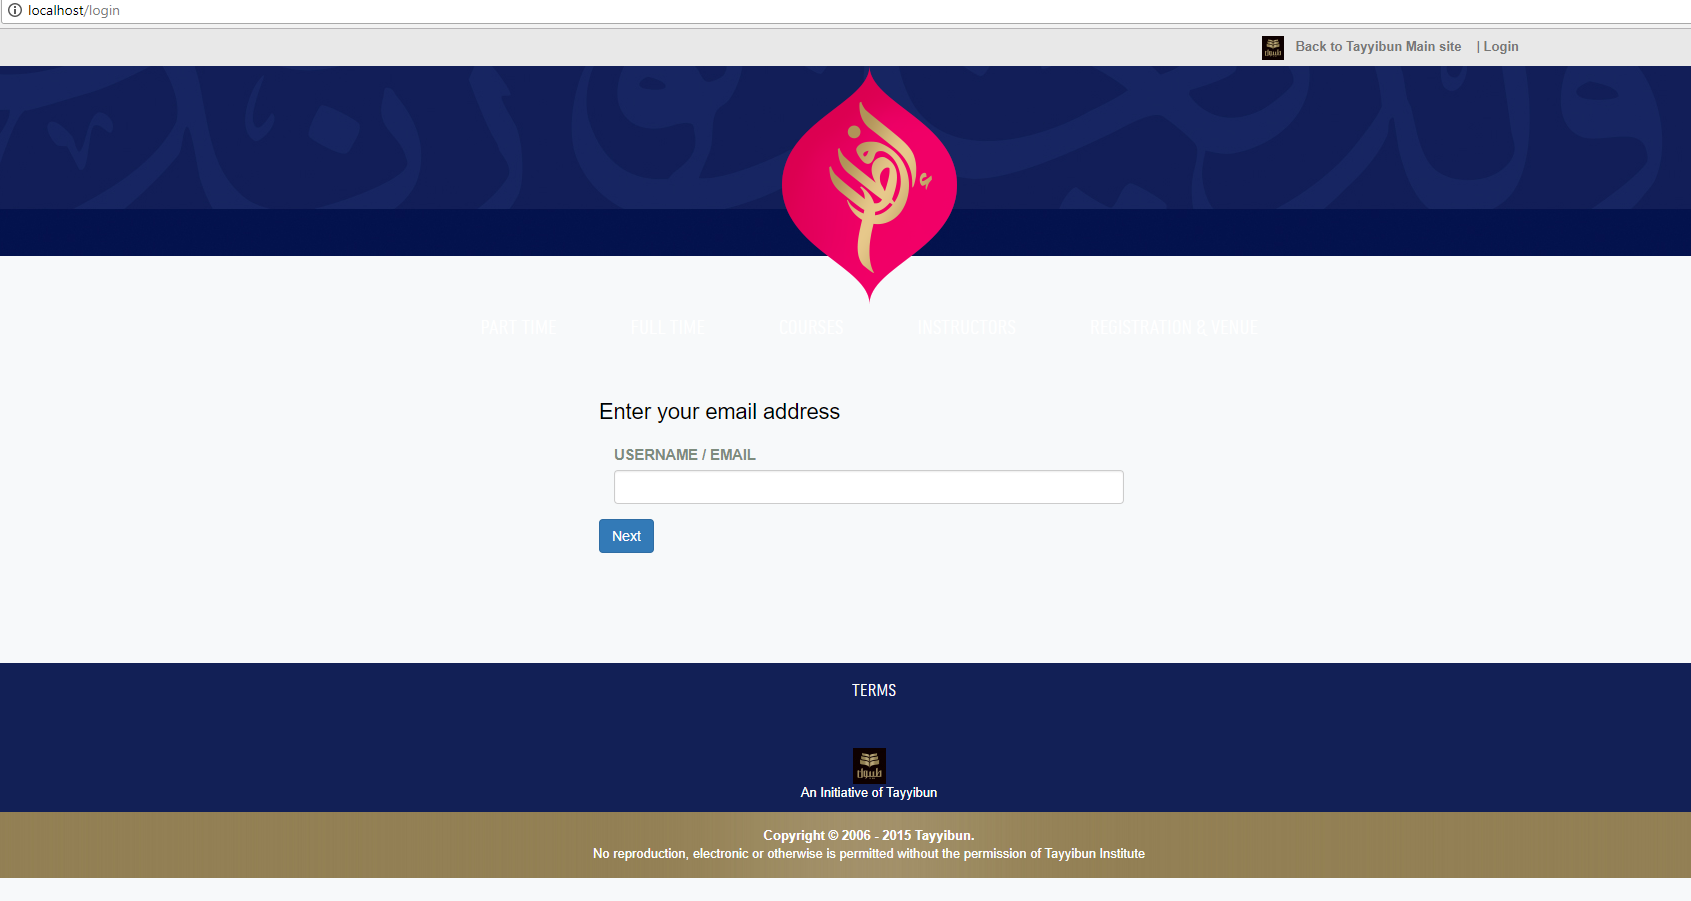 localhost/login
Back to Tayyibun Main site | Login
PART TIME FULL TIME COURSES INSTRUCTORS REGISTRATION & VENUE
Enter your email address
USERNAME / EMAIL
Next
TERMS
An Initiative of Tayyibun
Copyright © 2006 - 2015 Tayyibun.
No reproduction, electronic or otherwise is permitted without the permission of Tayyibun Institute